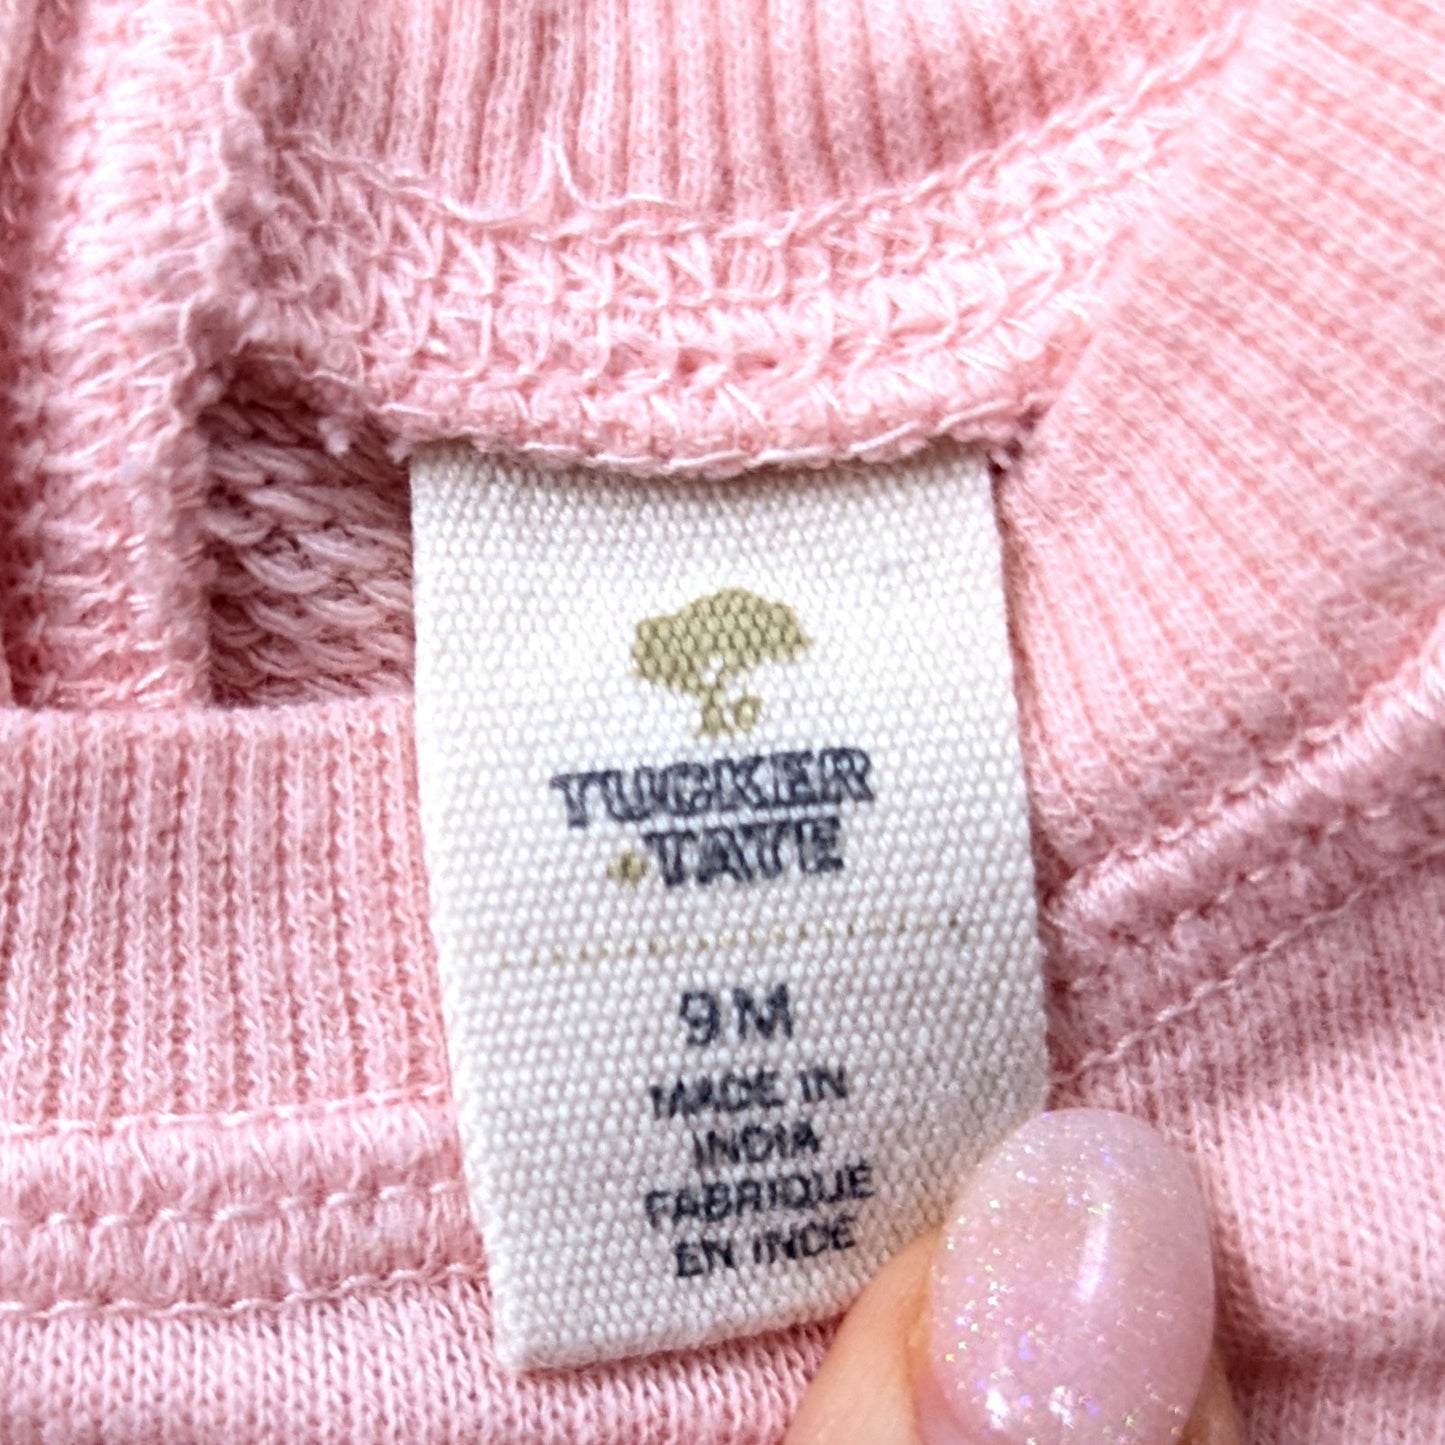 TUCKER
+TATE
9M
MADE IN
INDIA
FABRIQUE
EN INDE